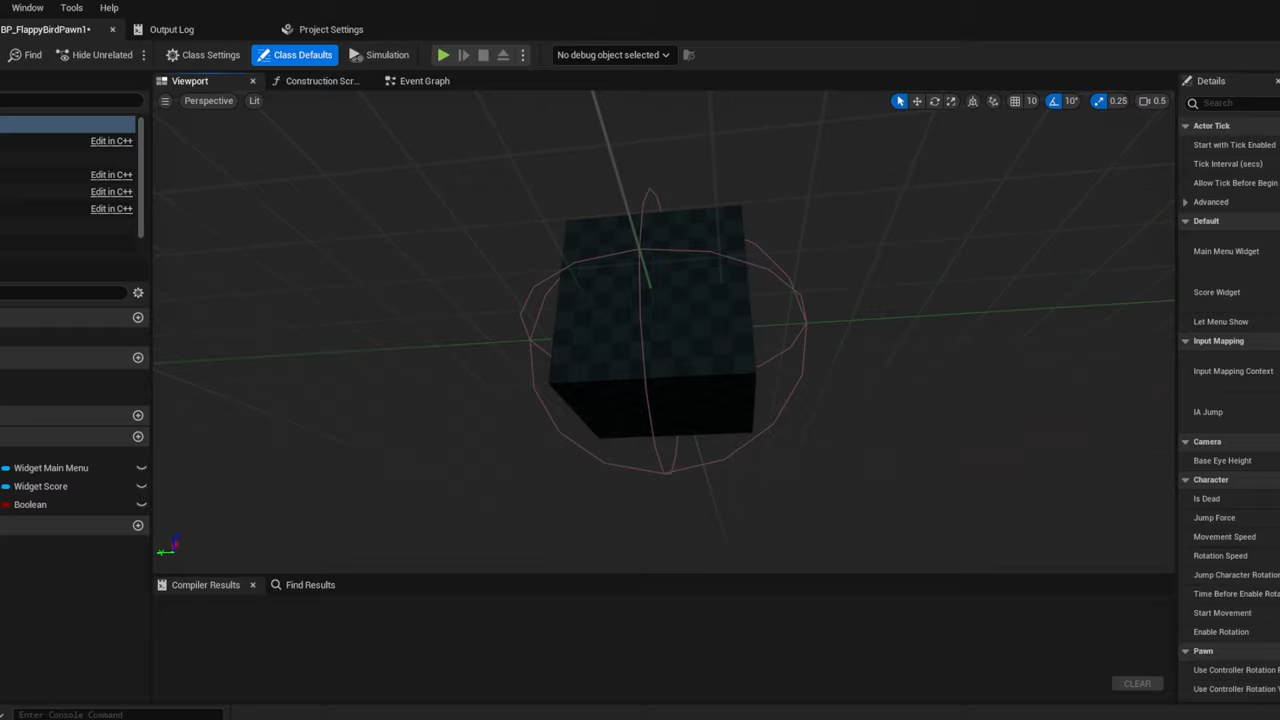 Window Tools Help
BP_FlappyBirdPawn1• Output Log Project Settings
Find Hide Unrelated Class Settings Class Defaults Simulation No debug object selected
Viewport Construction Scr... Event Graph Details
Perspective Lit 10 10° 0.25 0.5 Search
Actor Tick
Edit in C++ Start with Tick Enabled
Tick Interval (secs)
Edit in C++ Allow Tick Before Begin
Edit in C++ Advanced
Edit in C++ Default
Main Menu Widget
Score Widget
Let Menu Show
Input Mapping
Input Mapping Context
IA Jump
Camera
Base Eye Height
Widget Main Menu Character
Widget Score Is Dead
Boolean Jump Force
Movement Speed
Rotation Speed
Jump Character Rotation
Compiler Results Find Results Time Before Enable Rota
Start Movement
Enable Rotation
Pawn
Use Controller Rotation P
CLEAR Use Controller Rotation Y
Enter Console Command